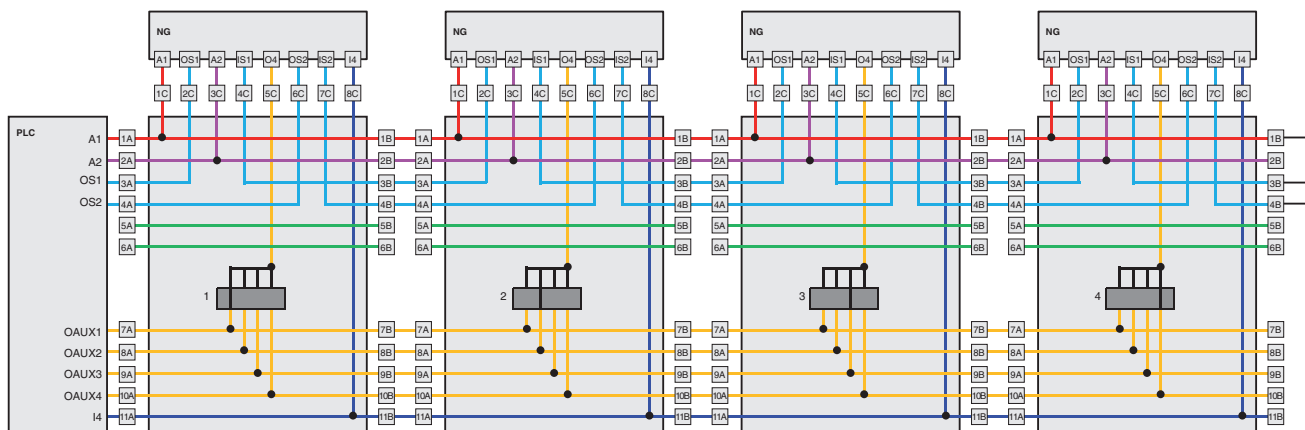 NG NG NG NG
A1 OS1 A2 IS1 O4 OS2 IS2 I4 A1 OS1 A2 IS1 O4 OS2 IS2 I4 A1 OS1 A2 IS1 O4 OS2 IS2 I4 A1 OS1 A2 IS1 O4 OS2 IS2 I4
1C 2C 3C 4C 5C 6C 7C 8C 1C 2C 3C 4C 5C 6C 7C 8C 1C 2C 3C 4C 5C 6C 7C 8C 1C 2C 3C 4C 5C 6C 7C 8C
PLC
A1 1A 1B 1A 1B 1A 1B 1A 1B
A2 2A 2B 2A 2B 2A 2B 2A 2B
OS1 3A 3B 3A 3B 3A 3B 3A 3B
OS2 4A 4B 4A 4B 4A 4B 4A 4B
5A 5B 5A 5B 5A 5B 5A 5B
6A 6B 6A 6B 6A 6B 6A 6B
1 2 3 4
OAUX1 7A 7B 7A 7B 7A 7B 7A 7B
OAUX2 8A 8B 8A 8B 8A 8B 8A 8B
OAUX3 9A 9B 9A 9B 9A 9B 9A 9B
OAUX4 10A 10B 10A 10B 10A 10B 10A 10B
I4 11A 11B 11A 11B 11A 11B 11A 11B